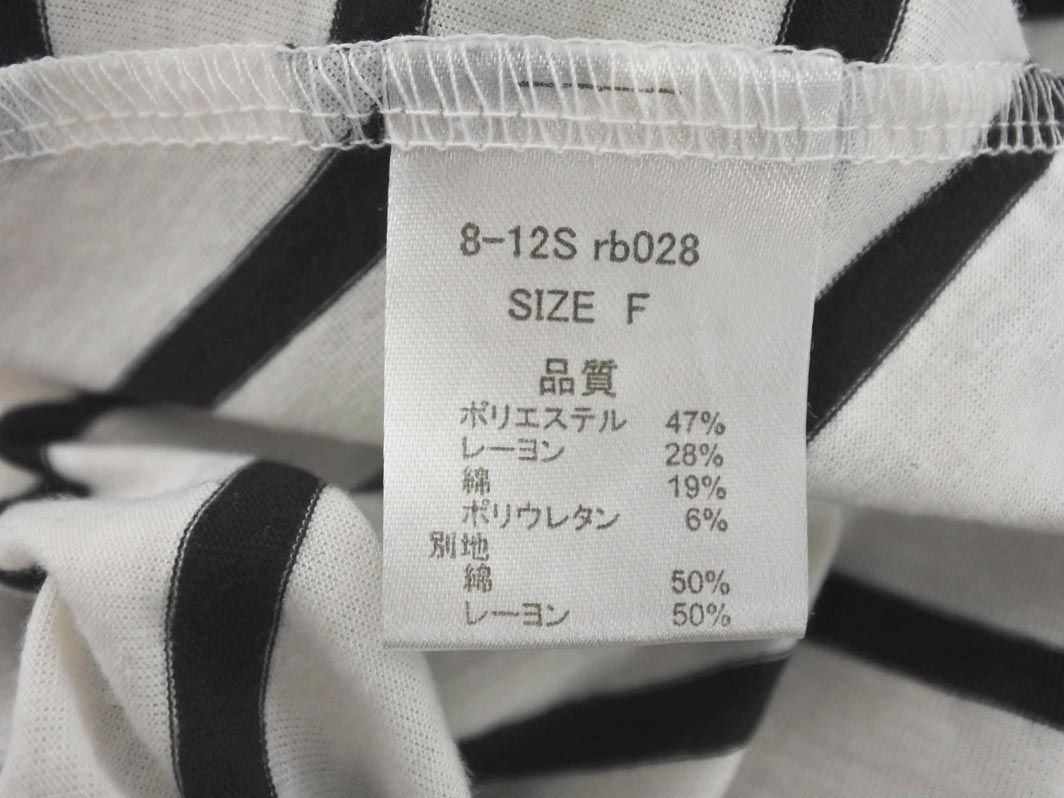 8-12S rb028
SIZE F
品質
ポリエステル 47%
レーヨン 28%
綿 19%
ポリウレタン 6%
別地
綿 50%
レーヨン 50%